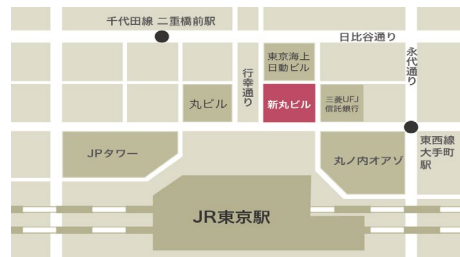 千代田線 二重橋前駅
日比谷通り
永代通り
東京海上
日動ビル
行幸通り
丸ビル
新丸ビル
三菱UFJ
信託銀行
東西線
大手町
駅
JPタワー
丸ノ内オアゾ
JR東京駅